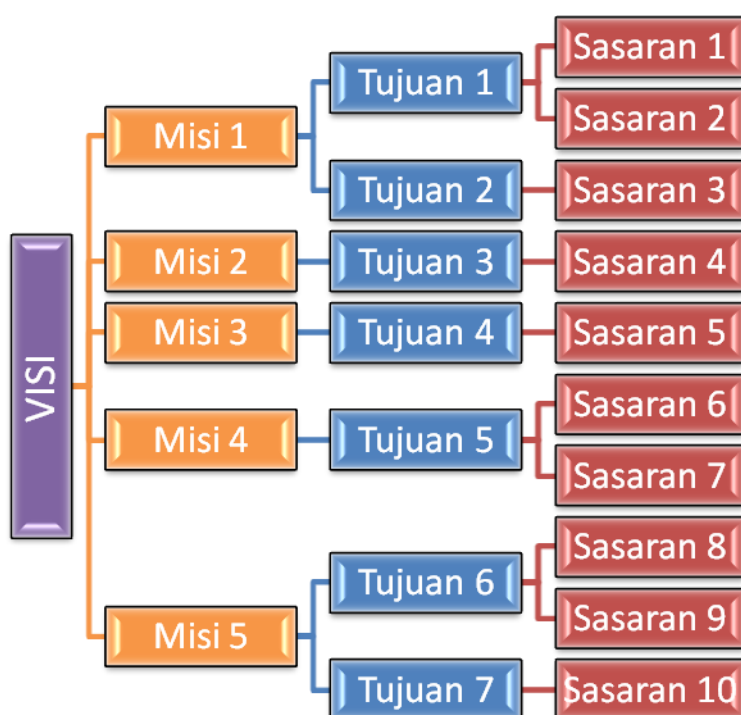 VISI
Misi 1
Tujuan 1
Sasaran 1
Sasaran 2
Tujuan 2
Sasaran 3
Misi 2
Tujuan 3
Sasaran 4
Misi 3
Tujuan 4
Sasaran 5
Misi 4
Tujuan 5
Sasaran 6
Sasaran 7
Misi 5
Tujuan 6
Sasaran 8
Sasaran 9
Tujuan 7
Sasaran 10